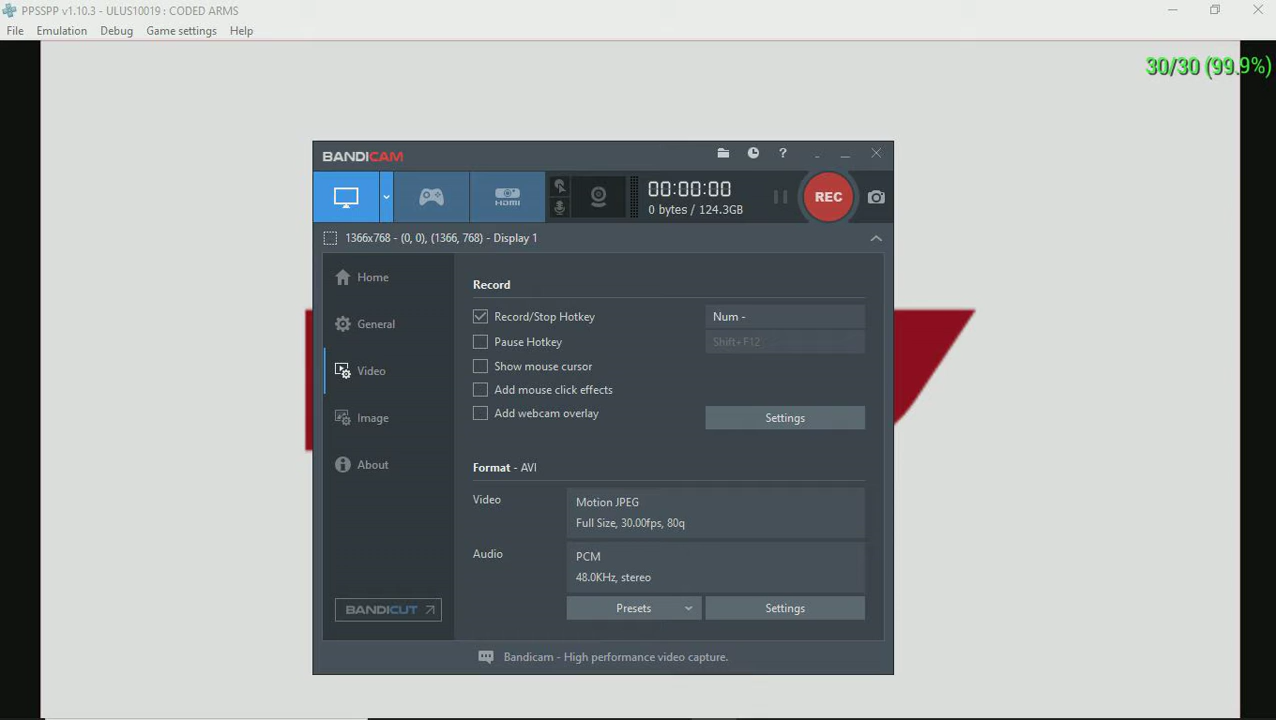 PPSSPP v1.10.3 - ULUS10019 : CODED ARMS
File Emulation Debug Game settings Help
30/30 (99.9%)
BANDICAM
?
HDMI
00:00:00
0 bytes / 124.3GB
REC
1366x768 - (0, 0), (1366, 768) - Display 1
Home
General
Video
Image
About
BANDICUT
Record
Record/Stop Hotkey Num -
Pause Hotkey Shift+F12
Show mouse cursor
Add mouse click effects
Add webcam overlay
Settings
Format - AVI
Video Motion JPEG
Full Size, 30.00fps, 80q
Audio PCM
48.0KHz, stereo
Presets Settings
Bandicam - High performance video capture.